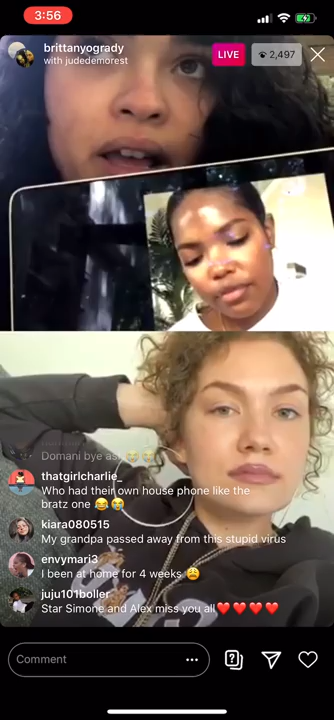 3:56
brittanyogrady
with judedemorest
LIVE
2,497
Domani bye as
thatgirlcharlie_
Who had their own house phone like the
bratz one 😂😭
kiara080515
My grandpa passed away from this stupid virus
envymari3
I been at home for 4 weeks 😩
juju101boller
Star Simone and Alex miss you all❤️❤️❤️❤️
Comment